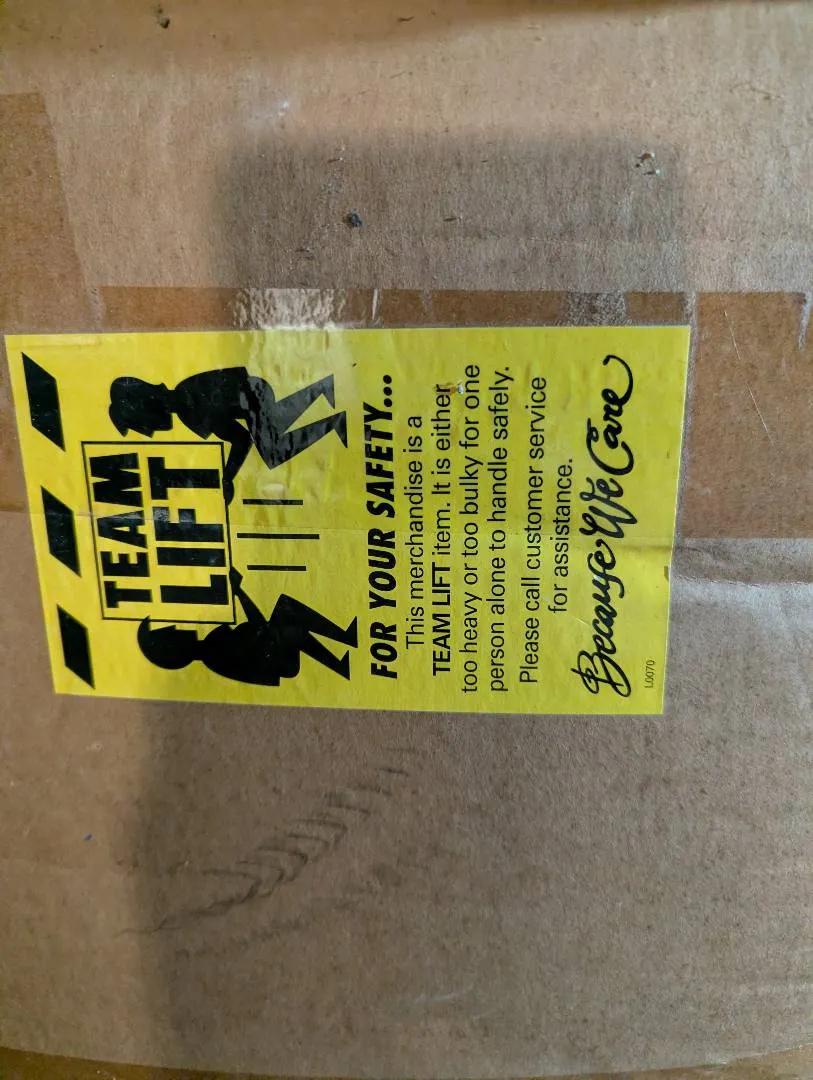 TEAM
LIFT
FOR YOUR SAFETY...
This merchandise is a
TEAM LIFT item. It is either
too heavy or too bulky for one
person alone to handle safely.
Please call customer service
for assistance.
Because We Care
L0070